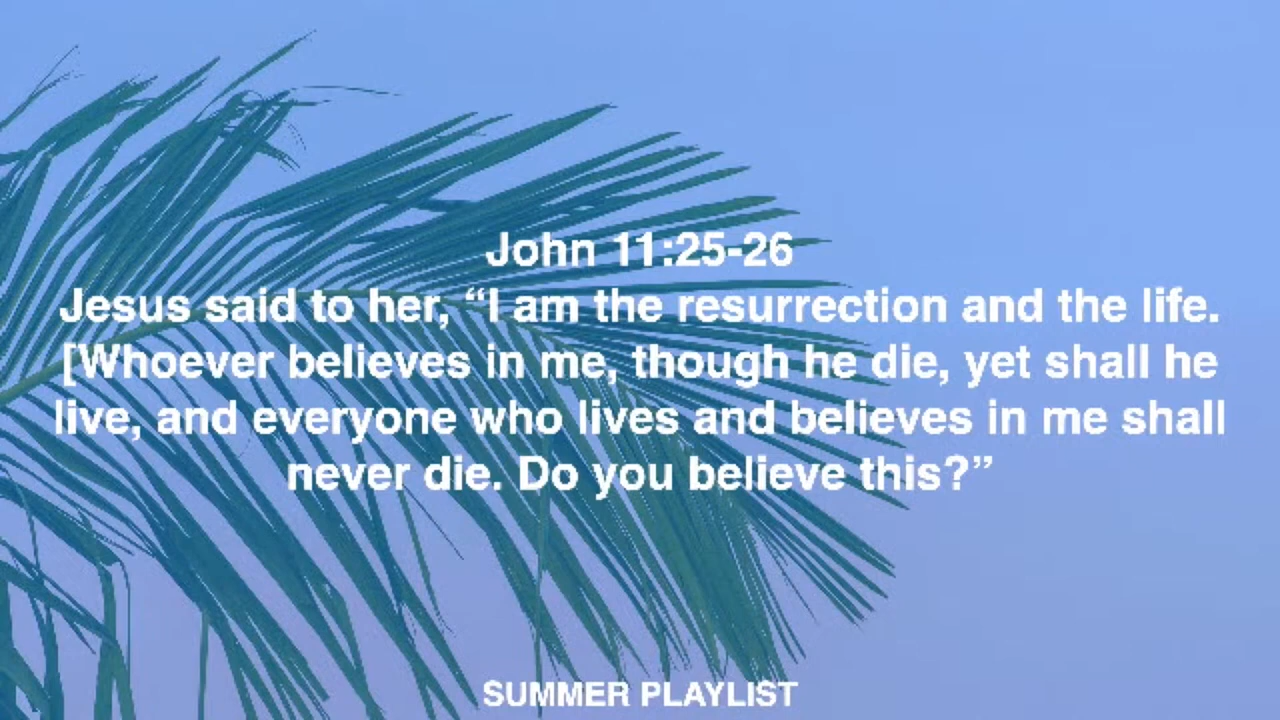 John 11:25-26
Jesus said to her, “I am the resurrection and the life.
[Whoever believes in me, though he die, yet shall he
live, and everyone who lives and believes in me shall
never die. Do you believe this?”
SUMMER PLAYLIST